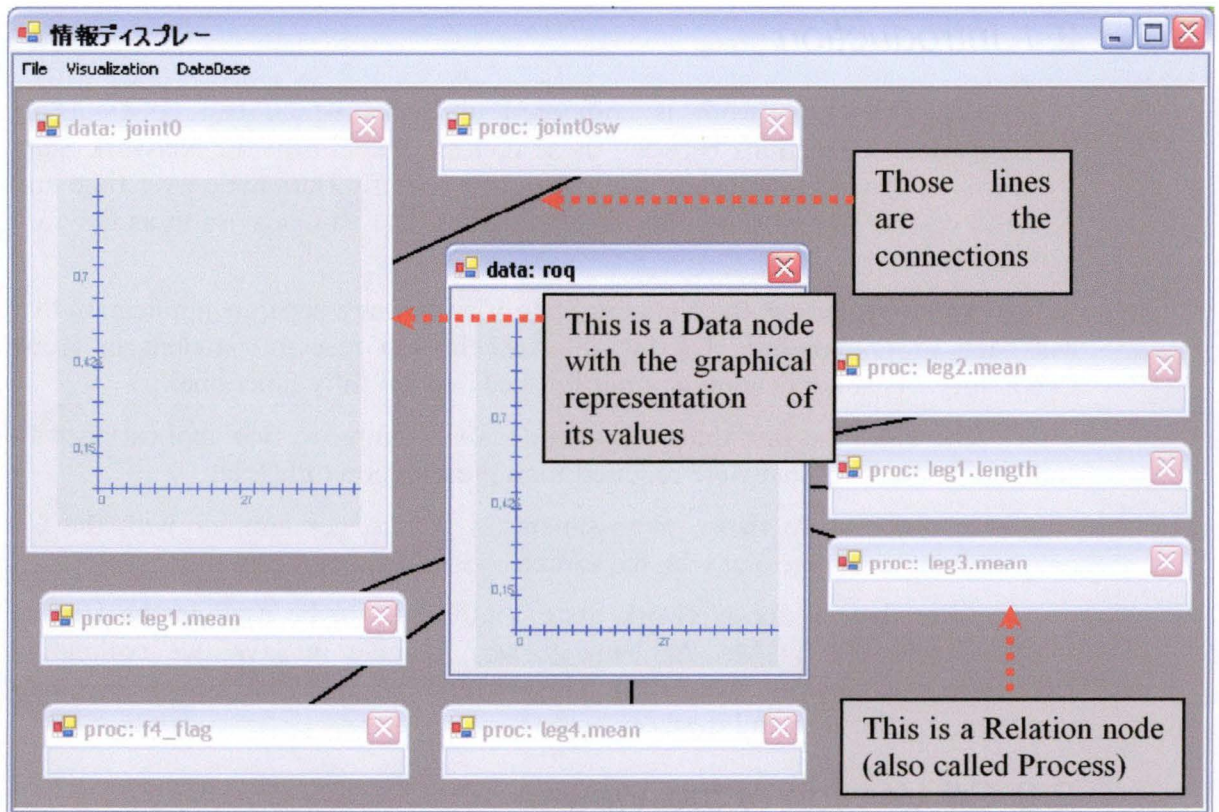 情報ディスプレー
File Visualization DataBase
data: joint0
proc: joint0sw
Those lines
are the
connections
data: roq
This is a Data node
with the graphical
representation of
its values
0,7
0,42
0,15
0
27
proc: leg2.mean
proc: leg1.length
proc: leg3.mean
0,7
0,42
0,15
0
27
proc: leg1.mean
proc: f4_flag
proc: leg4.mean
This is a Relation node
(also called Process)